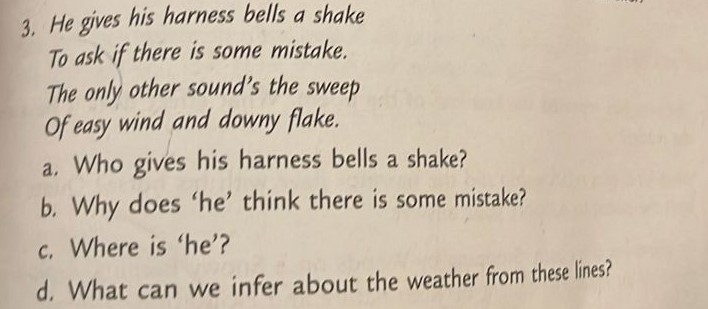 3. He gives his harness bells a shake
To ask if there is some mistake.
The only other sound's the sweep
Of easy wind and downy flake.
a. Who gives his harness bells a shake?
b. Why does ‘he’ think there is some mistake?
c. Where is ‘he’?
d. What can we infer about the weather from these lines?